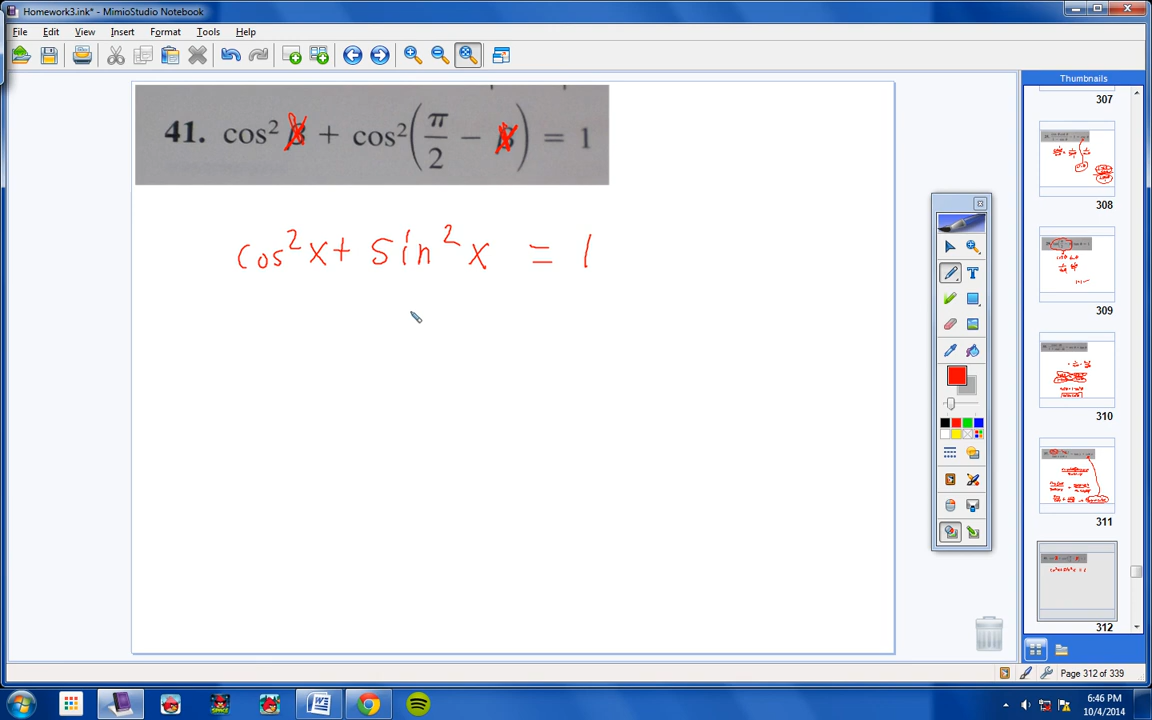 Homework3.ink* - MimioStudio Notebook
File Edit View Insert Format Tools Help
Thumbnails
41. cos² x + cos²(π/2 − x) = 1
cos²x + sin²x = 1
307
308
309
310
311
312
Page 312 of 339
6:46 PM
10/4/2014